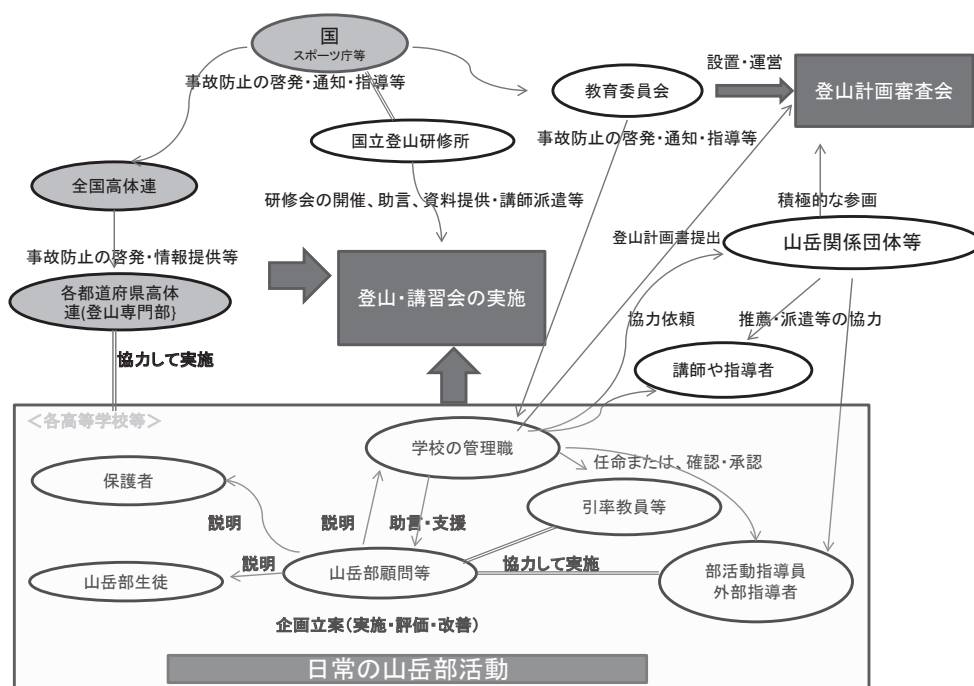 国
スポーツ庁等
事故防止の啓発・通知・指導等
設置・運営
教育委員会
登山計画審査会
国立登山研修所
事故防止の啓発・通知・指導等
全国高体連
研修会の開催、助言、資料提供・講師派遣等
積極的な参画
登山計画書提出
山岳関係団体等
事故防止の啓発・情報提供等
各都道府県高体
連(登山専門部}
登山・講習会の実施
協力依頼
推薦・派遣等の協力
協力して実施
講師や指導者
＜各高等学校等＞
学校の管理職
任命または、確認・承認
保護者
引率教員等
説明
説明
助言・支援
説明
山岳部生徒
山岳部顧問等
協力して実施
部活動指導員
外部指導者
企画立案（実施・評価・改善）
日常の山岳部活動